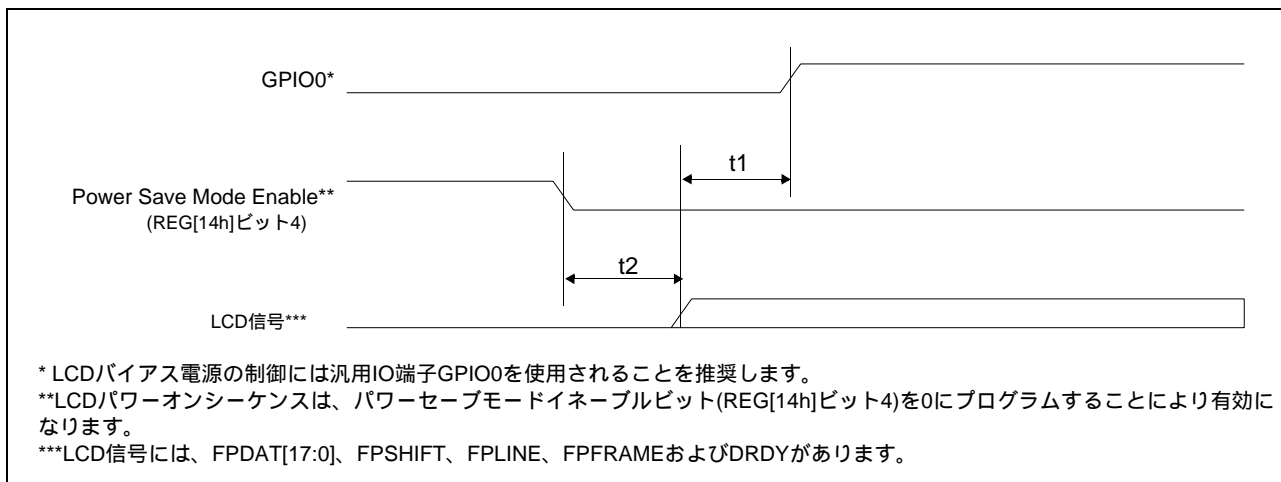 GPIO0*
t1
Power Save Mode Enable**
(REG[14h]ビット4)
t2
LCD信号***
* LCDバイアス電源の制御には汎用IO端子GPIO0を使用されることを推奨します。
**LCDパワーオンシーケンスは、パワーセーブモードイネーブルビット(REG[14h]ビット4)を0にプログラムすることにより有効に
なります。
***LCD信号には、FPDAT[17:0]、FPSHIFT、FPLINE、FPFRAMEおよびDRDYがあります。